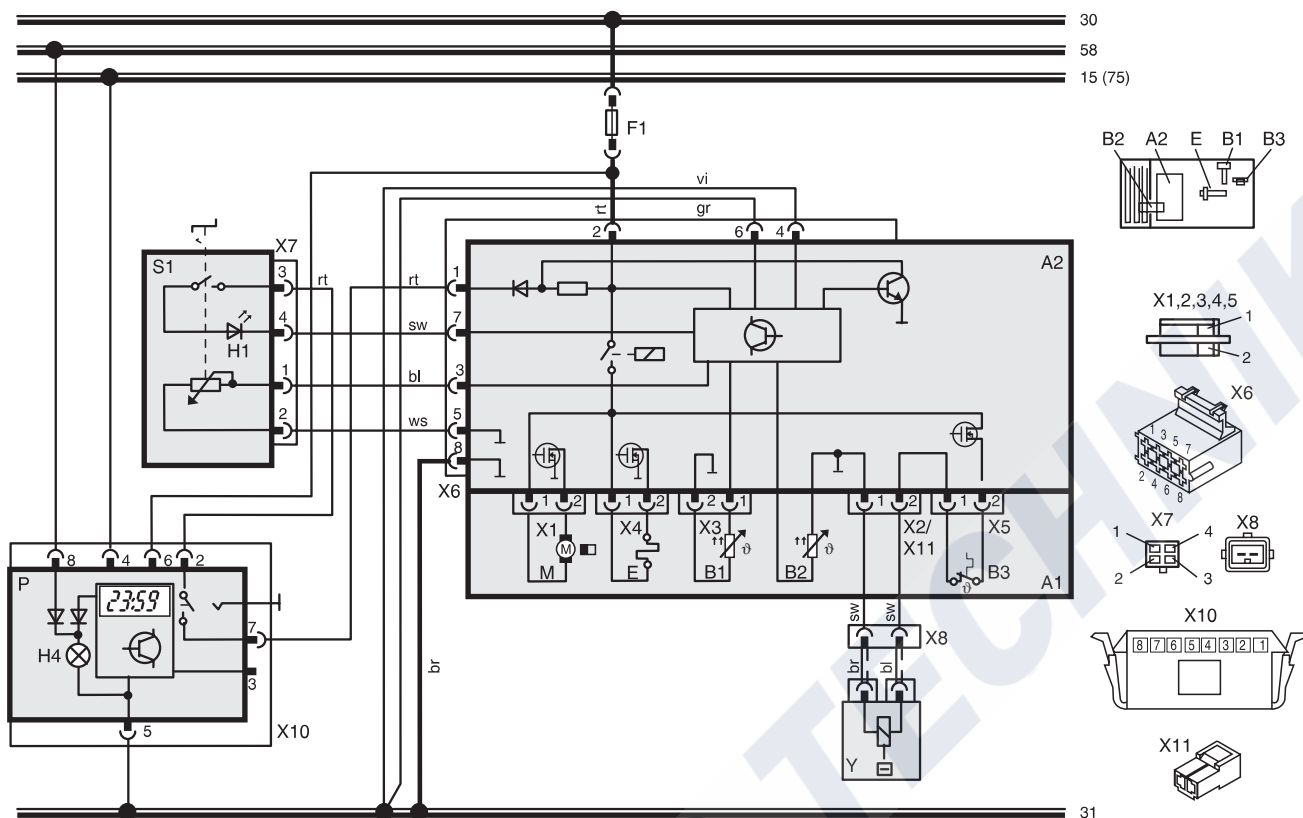 30
58
15 (75)
F1
B2 A2 E B1 B3
vi
rt
gr
2 6 4
X7
S1
3
rt
4
H1
1
2
rt
sw
bl
ws
1
7
3
5
8
X6
A2
X1,2,3,4,5
1
2
X6
1 3 5 7
2 4 6 8
1 2 1 2 2 1 1 2 1 2
X1 X4 X3 X2/
X11
X5
M
M E B1 ϑ B2 ϑ ϑ B3
A1
X7 X8
1 4
2 3
8 4 6 2
P
23:59
7
H4
3
5
X10
br
sw sw
X8
br bl
Y
X10
8 7 6 5 4 3 2 1
X11
31
TECHNIK